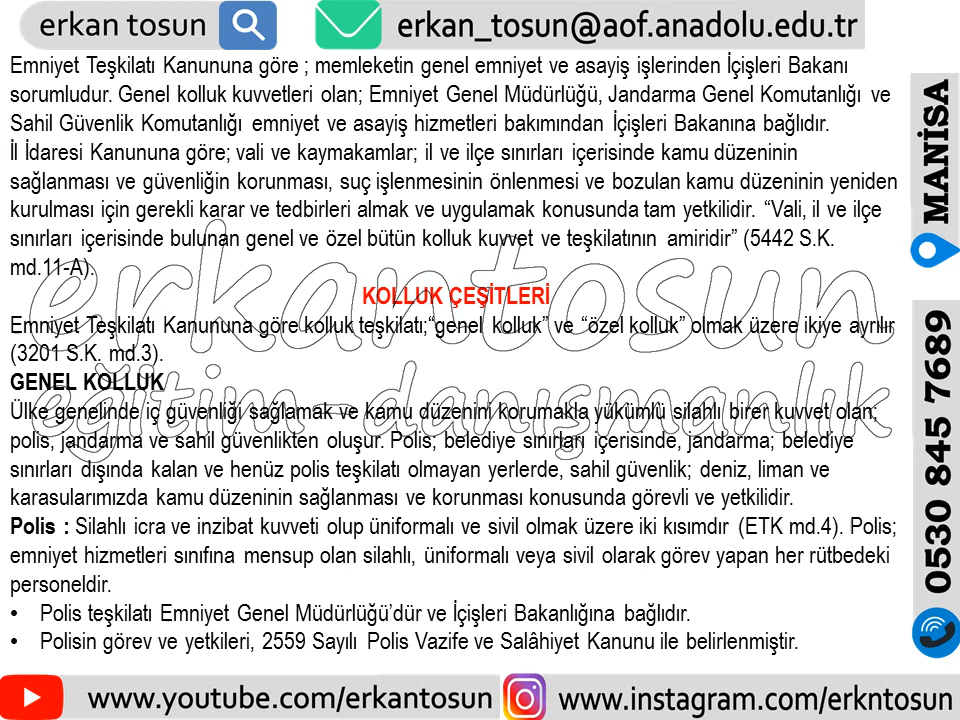 erkan tosun
erkan_tosun@aof.anadolu.edu.tr
Emniyet Teşkilatı Kanununa göre ; memleketin genel emniyet ve asayiş işlerinden İçişleri Bakanı
sorumludur. Genel kolluk kuvvetleri olan; Emniyet Genel Müdürlüğü, Jandarma Genel Komutanlığı ve
Sahil Güvenlik Komutanlığı emniyet ve asayiş hizmetleri bakımından İçişleri Bakanına bağlıdır.
İl İdaresi Kanununa göre; vali ve kaymakamlar; il ve ilçe sınırları içerisinde kamu düzeninin
sağlanması ve güvenliğin korunması, suç işlenmesinin önlenmesi ve bozulan kamu düzeninin yeniden
kurulması için gerekli karar ve tedbirleri almak ve uygulamak konusunda tam yetkilidir. “Vali, il ve ilçe
sınırları içerisinde bulunan genel ve özel bütün kolluk kuvvet ve teşkilatının amiridir” (5442 S.K.
md.11-A).
KOLLUK ÇEŞİTLERİ
Emniyet Teşkilatı Kanununa göre kolluk teşkilatı;“genel kolluk” ve “özel kolluk” olmak üzere ikiye ayrılır
(3201 S.K. md.3).
GENEL KOLLUK
Ülke genelinde iç güvenliği sağlamak ve kamu düzenini korumakla yükümlü silahlı birer kuvvet olan;
polis, jandarma ve sahil güvenlikten oluşur. Polis; belediye sınırları içerisinde, jandarma; belediye
sınırları dışında kalan ve henüz polis teşkilatı olmayan yerlerde, sahil güvenlik; deniz, liman ve
karasularımızda kamu düzeninin sağlanması ve korunması konusunda görevli ve yetkilidir.
Polis : Silahlı icra ve inzibat kuvveti olup üniformalı ve sivil olmak üzere iki kısımdır (ETK md.4). Polis;
emniyet hizmetleri sınıfına mensup olan silahlı, üniformalı veya sivil olarak görev yapan her rütbedeki
personeldir.
• Polis teşkilatı Emniyet Genel Müdürlüğü’dür ve İçişleri Bakanlığına bağlıdır.
• Polisin görev ve yetkileri, 2559 Sayılı Polis Vazife ve Salâhiyet Kanunu ile belirlenmiştir.
erkantosun
eğitim-danışmanlık
MANİSA
0530 845 7689
www.youtube.com/erkantosun
www.instagram.com/erkntosun